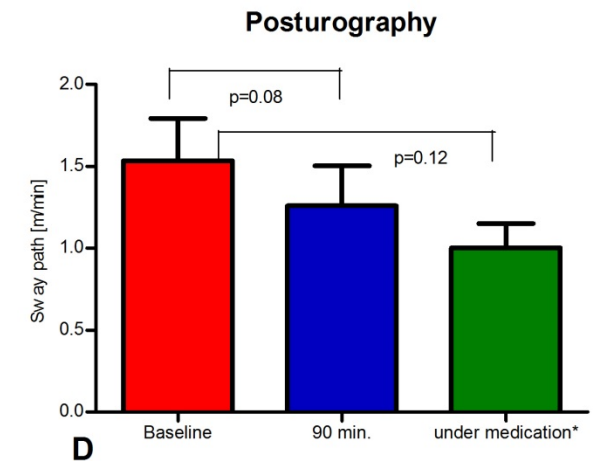 Posturography
2.0
p=0.08
p=0.12
1.5
Sway path [m/min]
1.0
0.5
0.0
Baseline 90 min. under medication*
D